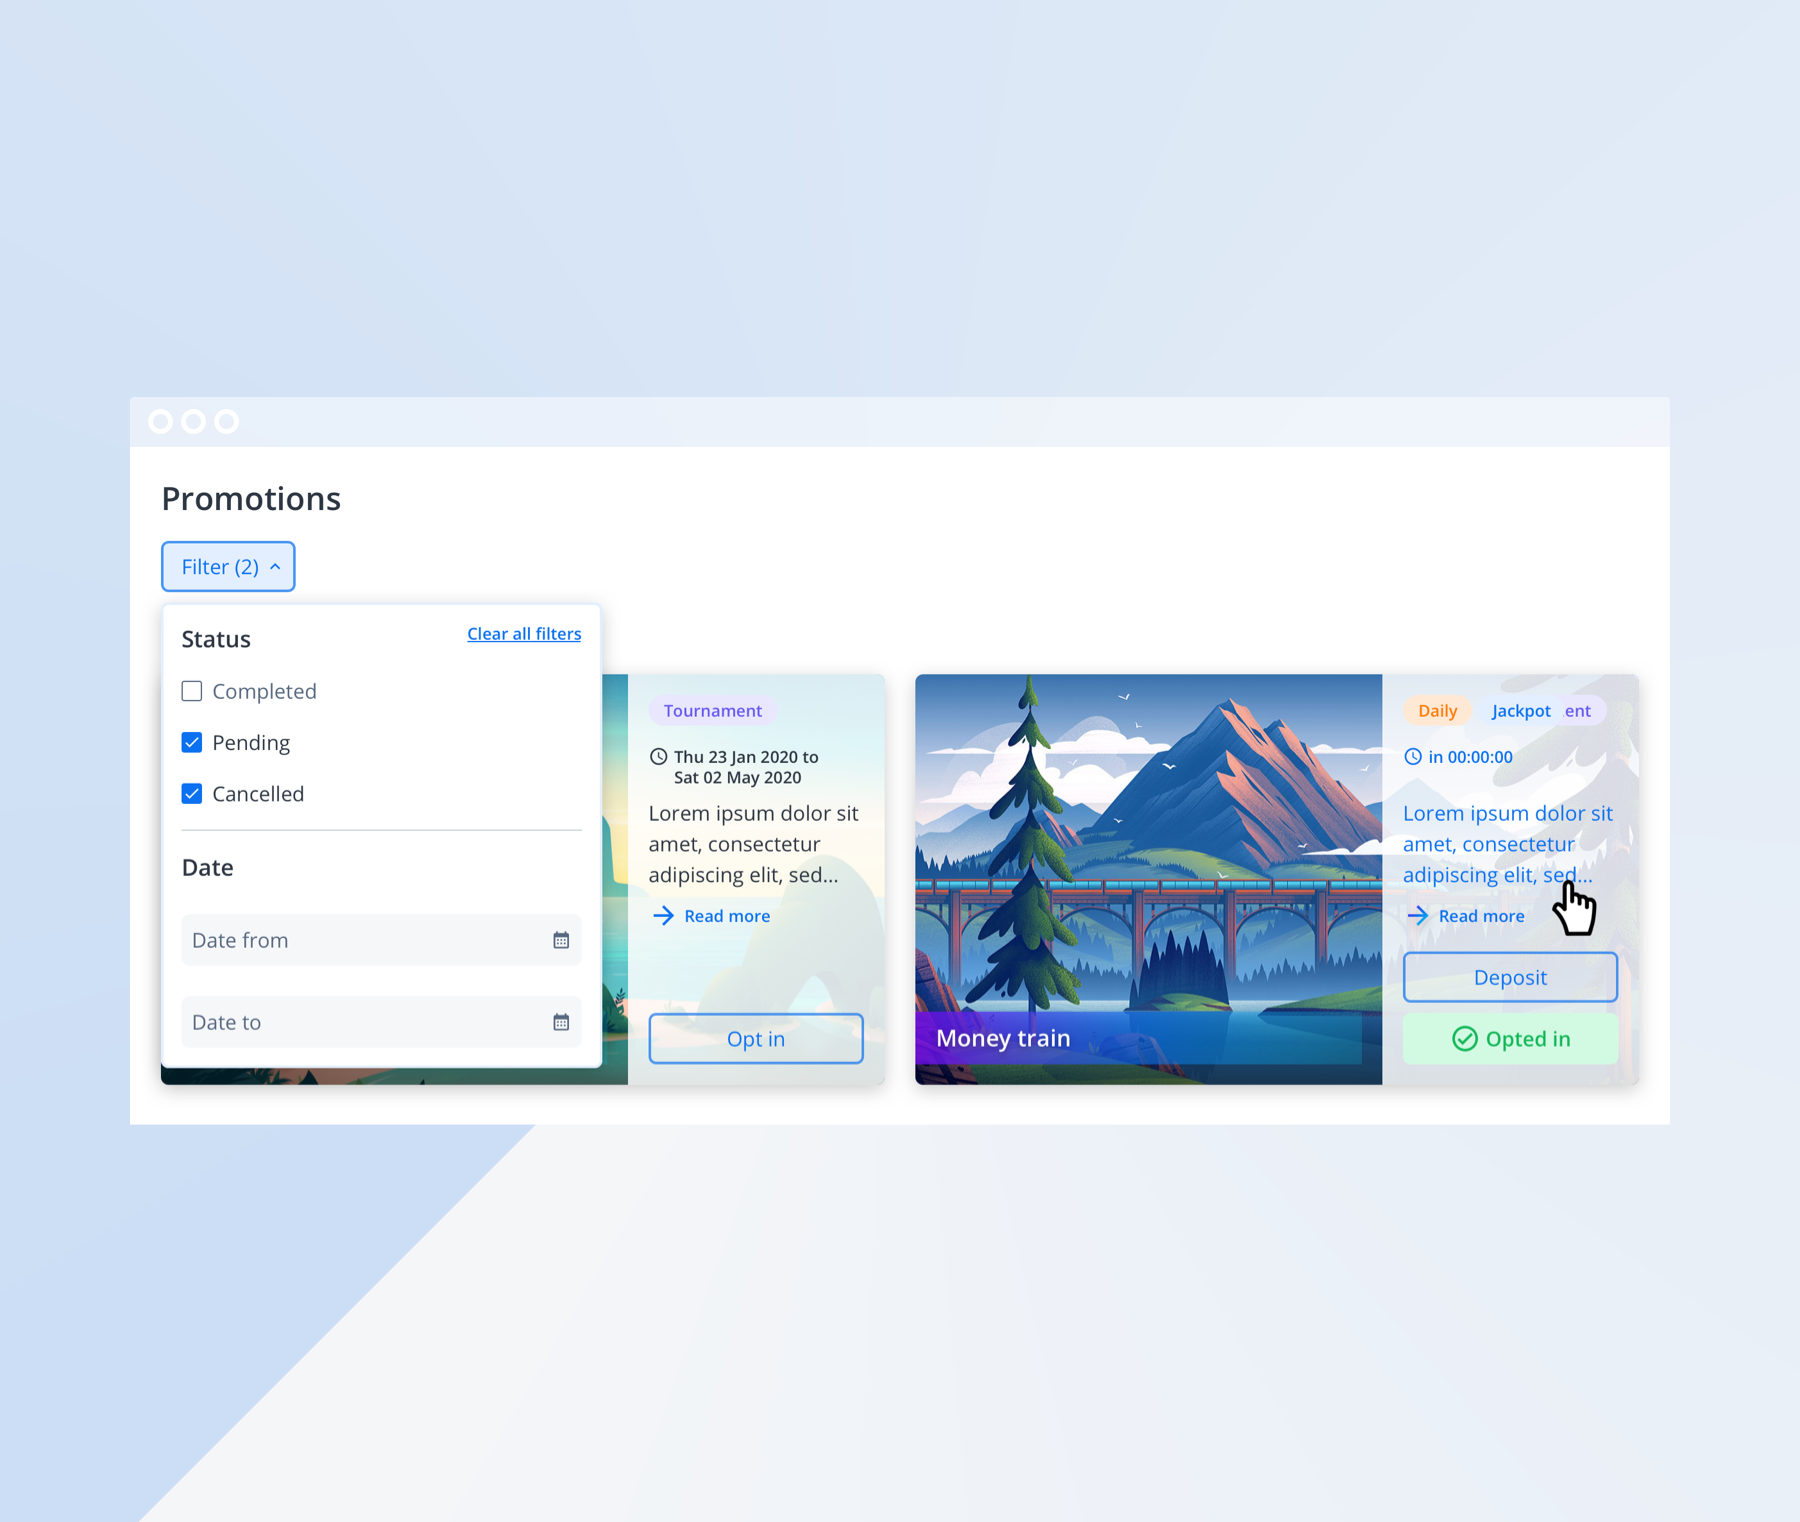 Promotions
Filter (2)
Status
Clear all filters
Completed
Pending
Cancelled
Date
Date from
Date to
Tournament
Thu 23 Jan 2020 to
Sat 02 May 2020
Lorem ipsum dolor sit
amet, consectetur
adipiscing elit, sed...
Read more
Opt in
Money train
Daily
Jackpot
ent
in 00:00:00
Lorem ipsum dolor sit
amet, consectetur
adipiscing elit, sed...
Read more
Deposit
Opted in